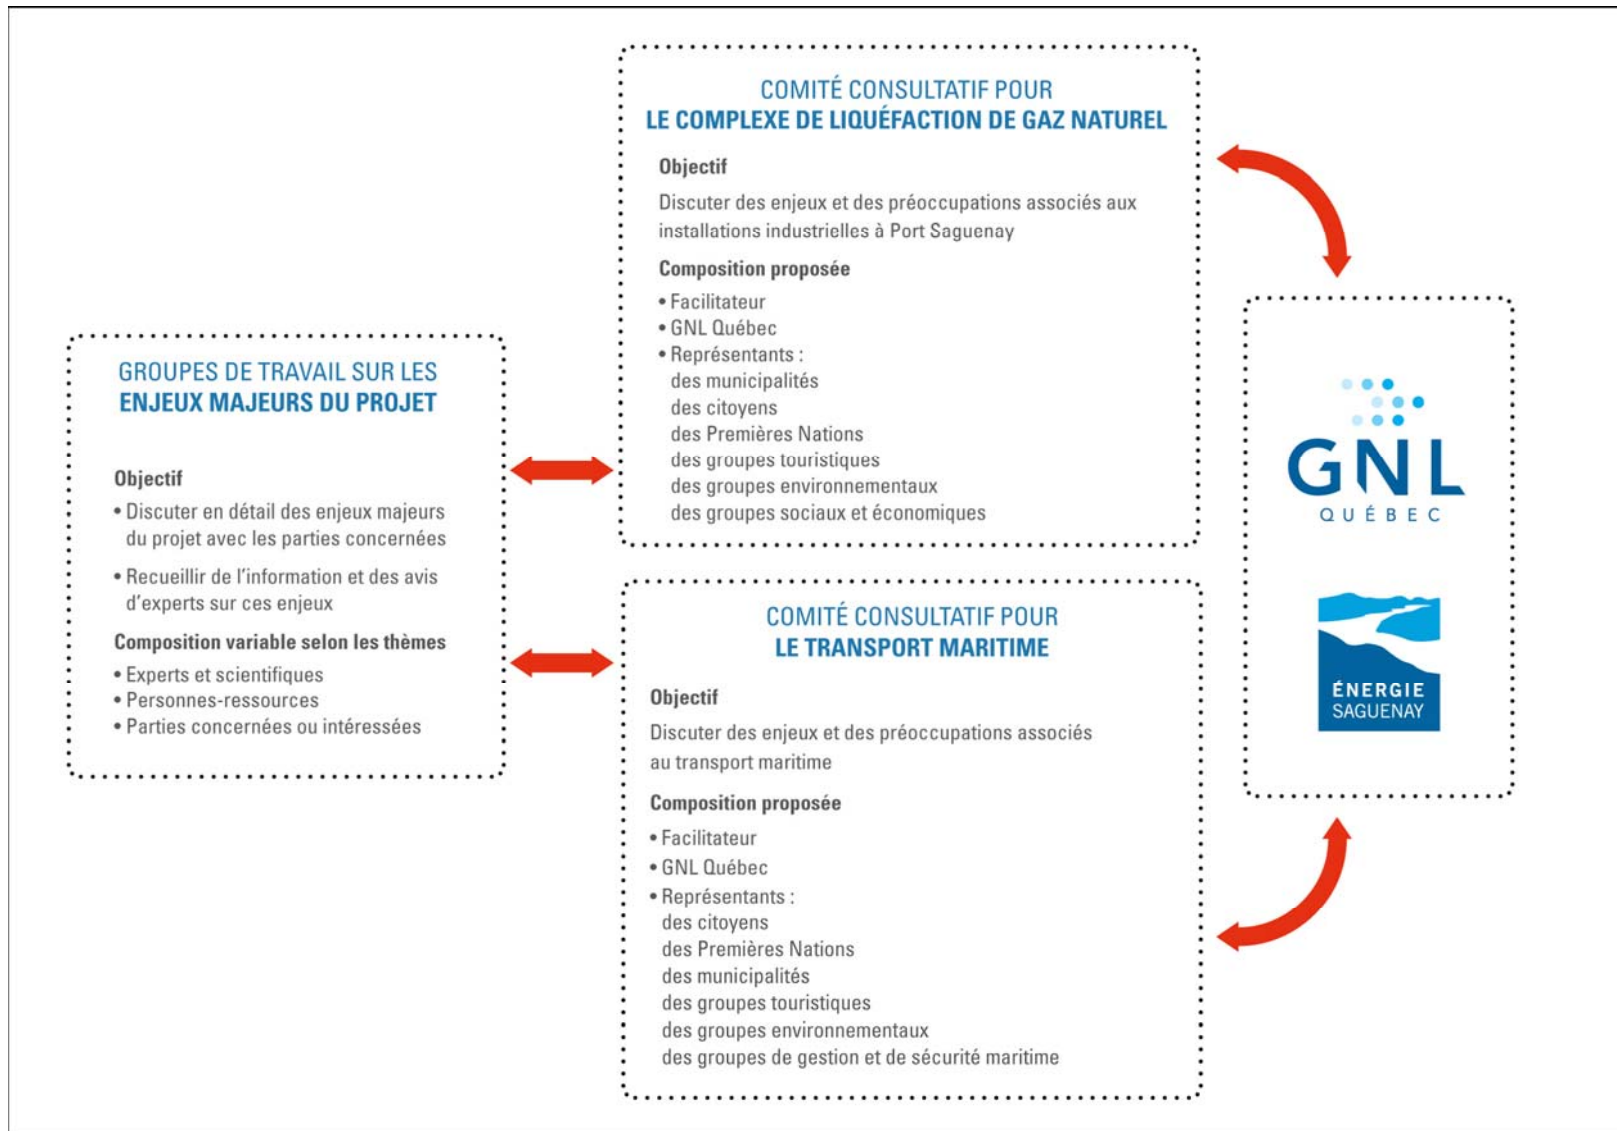 COMITÉ CONSULTATIF POUR
LE COMPLEXE DE LIQUÉFACTION DE GAZ NATUREL
Objectif
Discuter des enjeux et des préoccupations associés aux
installations industrielles à Port Saguenay
Composition proposée
• Facilitateur
• GNL Québec
• Représentants :
des municipalités
des citoyens
des Premières Nations
des groupes touristiques
des groupes environnementaux
des groupes sociaux et économiques
GROUPES DE TRAVAIL SUR LES
ENJEUX MAJEURS DU PROJET
Objectif
• Discuter en détail des enjeux majeurs
du projet avec les parties concernées
• Recueillir de l'information et des avis
d'experts sur ces enjeux
Composition variable selon les thèmes
• Experts et scientifiques
• Personnes-ressources
• Parties concernées ou intéressées
COMITÉ CONSULTATIF POUR
LE TRANSPORT MARITIME
Objectif
Discuter des enjeux et des préoccupations associés
au transport maritime
Composition proposée
• Facilitateur
• GNL Québec
• Représentants :
des citoyens
des Premières Nations
des municipalités
des groupes touristiques
des groupes environnementaux
des groupes de gestion et de sécurité maritime
GNL
QUÉBEC
ÉNERGIE
SAGUENAY